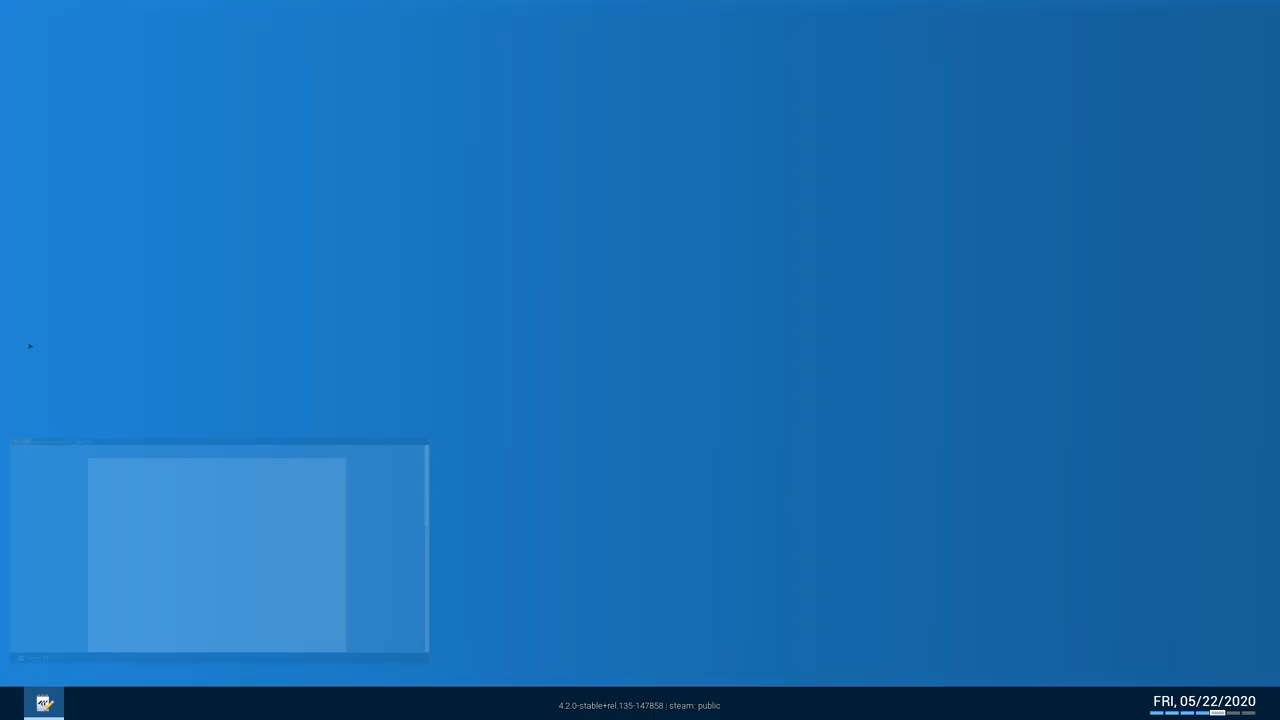 4.2.0-stable+rel.135-147858 | steam: public
FRI, 05/22/2020